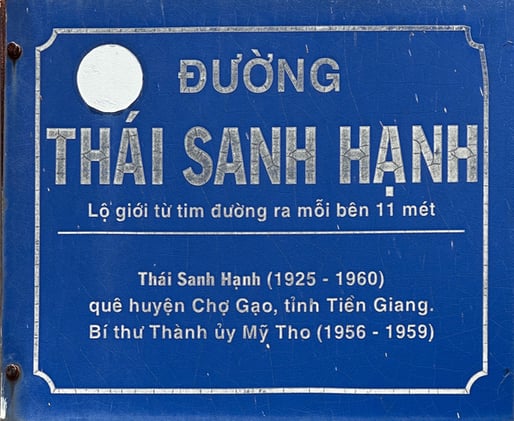 ĐƯỜNG
THÁI SANH HẠNH
Lộ giới từ tim đường ra mỗi bên 11 mét
Thái Sanh Hạnh (1925 - 1960)
quê huyện Chợ Gạo, tỉnh Tiền Giang.
Bí thư Thành ủy Mỹ Tho (1956 - 1959)